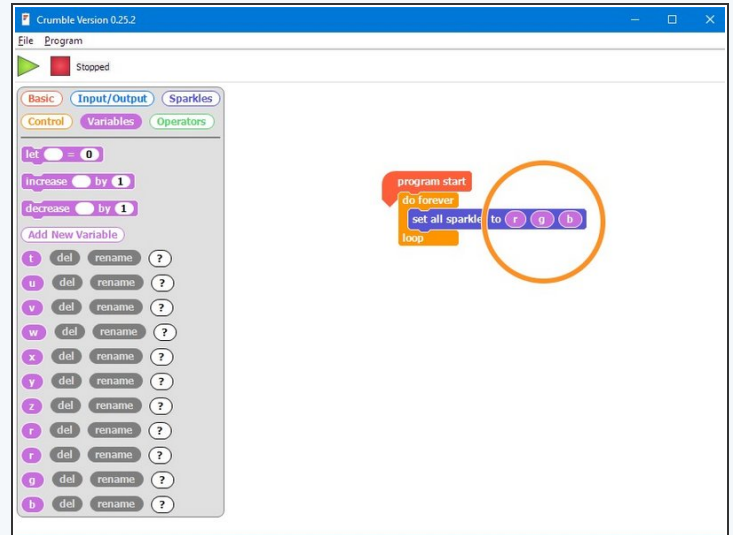 Crumble Version 0.25.2
File Program
Stopped
Basic Input/Output Sparkles
Control Variables Operators
let = 0
increase by 1
decrease by 1
Add New Variable
t del rename ?
u del rename ?
v del rename ?
w del rename ?
x del rename ?
y del rename ?
z del rename ?
r del rename ?
r del rename ?
g del rename ?
b del rename ?
program start
do forever
set all sparkle to r g b
loop